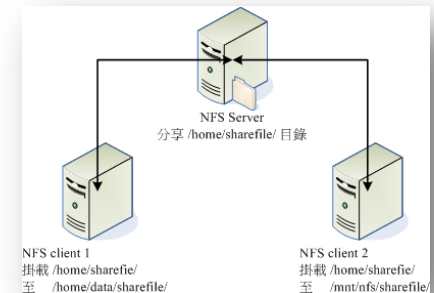 NFS Server
分享 /home/sharefile/ 目錄
NFS client 1
掛載 /home/sharefie/
至 /home/data/sharefile/
NFS client 2
掛載 /home/sharefie/
至 /mnt/nfs/sharefile/